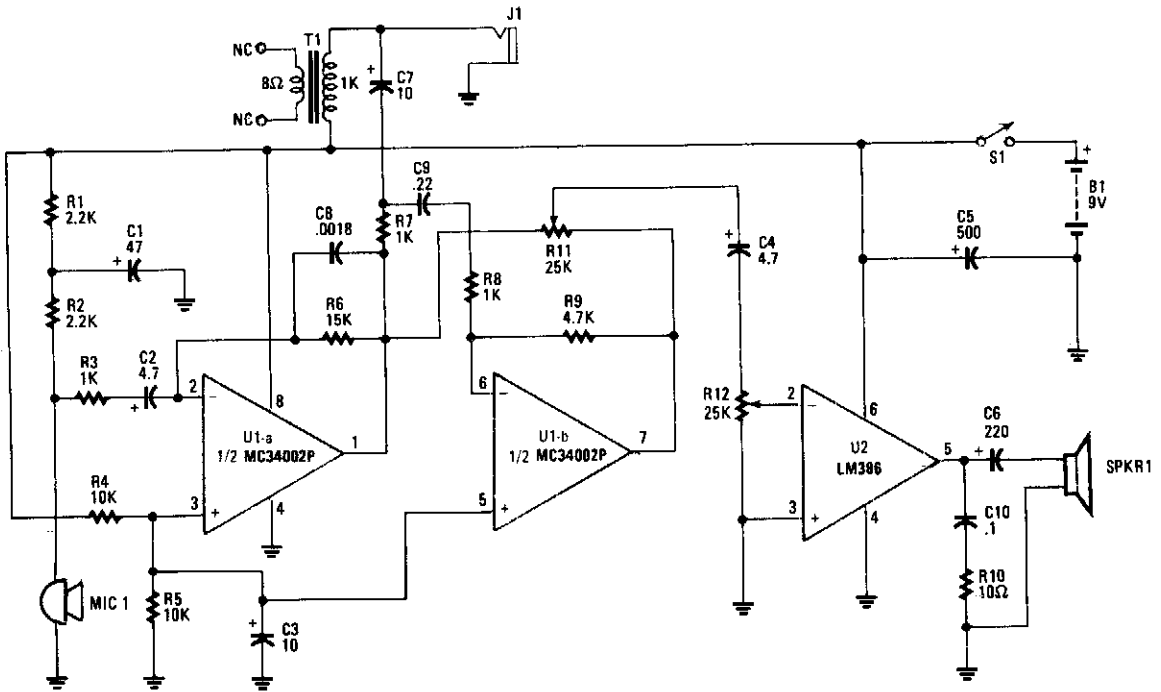 J1
NC
T1
8Ω
1K
+
C7
10
NC
S1
+
B1
9V
R1
2.2K
C1
47
+
C9
.22
C8
.0018
R7
1K
R11
25K
+
C4
4.7
C5
500
+
R2
2.2K
R6
15K
R8
1K
R9
4.7K
R3
1K
C2
4.7
+
2
−
8
U1-a
1/2 MC34002P
1
3
+
4
6
−
U1-b
1/2 MC34002P
7
5
+
R12
25K
2
−
6
U2
LM386
5
3
+
4
C6
220
+
SPKR1
R4
10K
C10
.1
R10
10Ω
MIC 1
R5
10K
+
C3
10